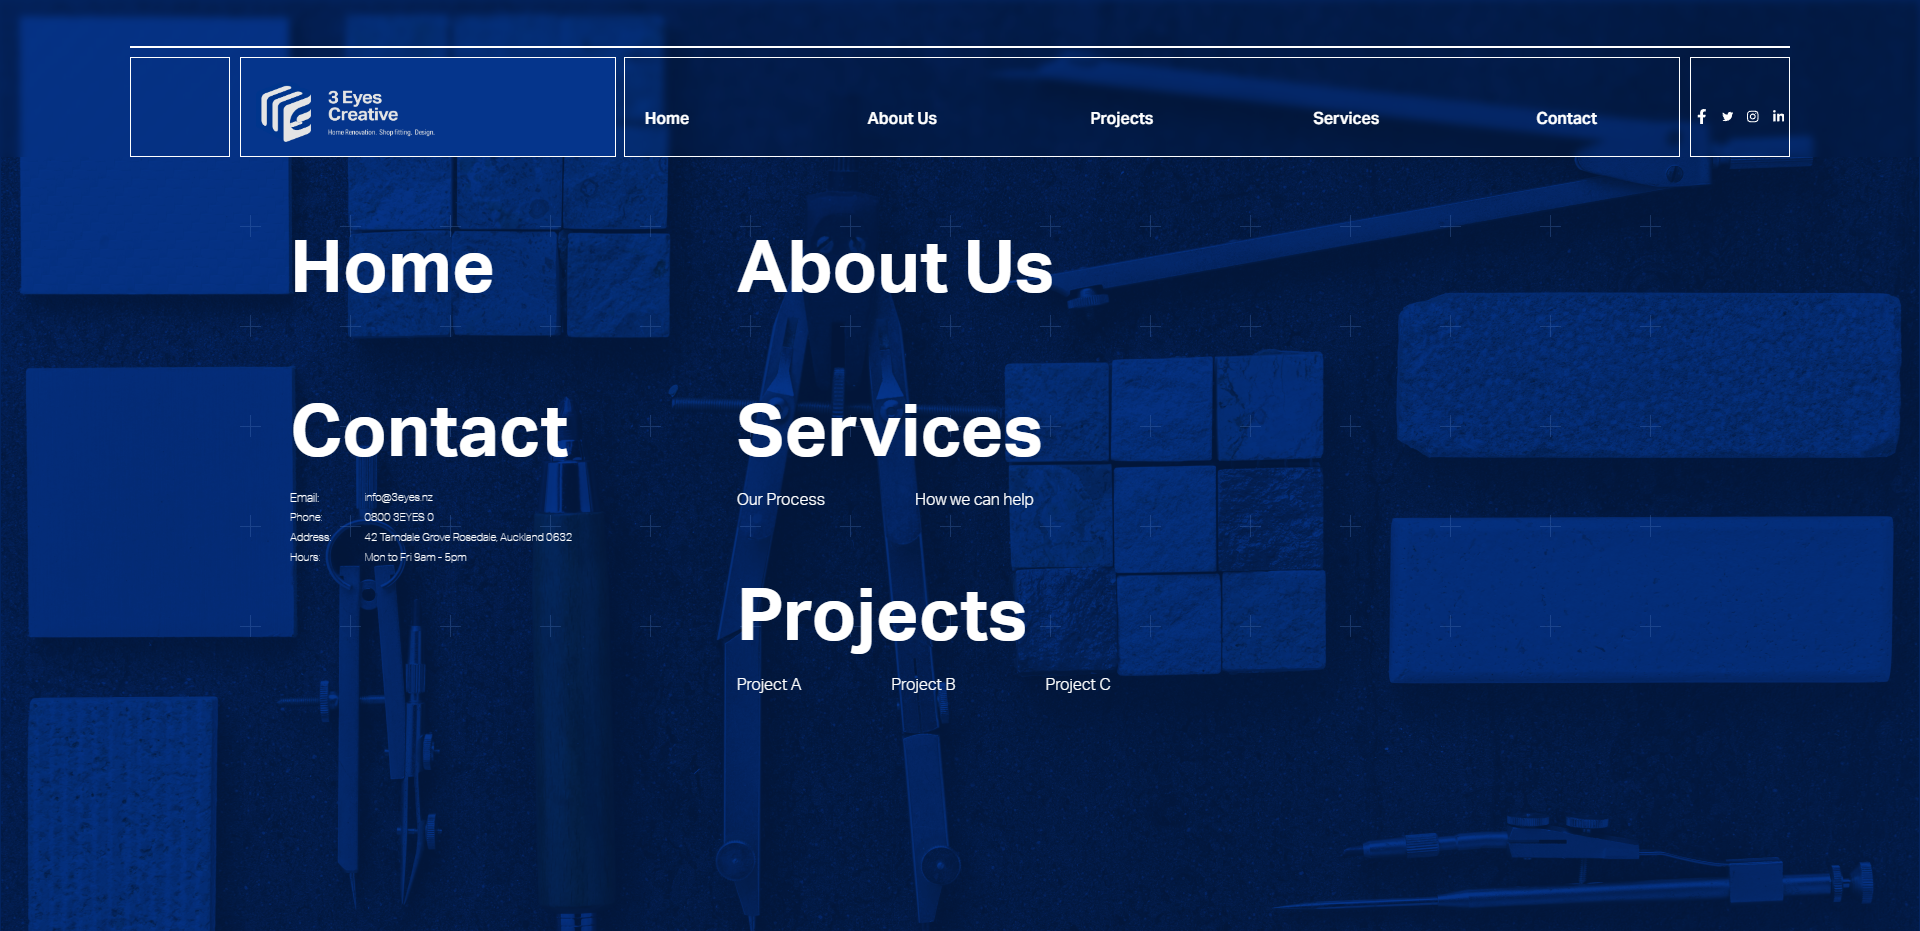 3 Eyes
Creative
Home Renovation. Shop fitting. Design.
Home
About Us
Projects
Services
Contact
Home
About Us
Contact
Email: info@3eyes.nz
Phone: 0800 3EYES 0
Address: 42 Tarndale Grove Rosedale, Auckland 0632
Hours: Mon to Fri 9am - 5pm
Services
Our Process
How we can help
Projects
Project A
Project B
Project C